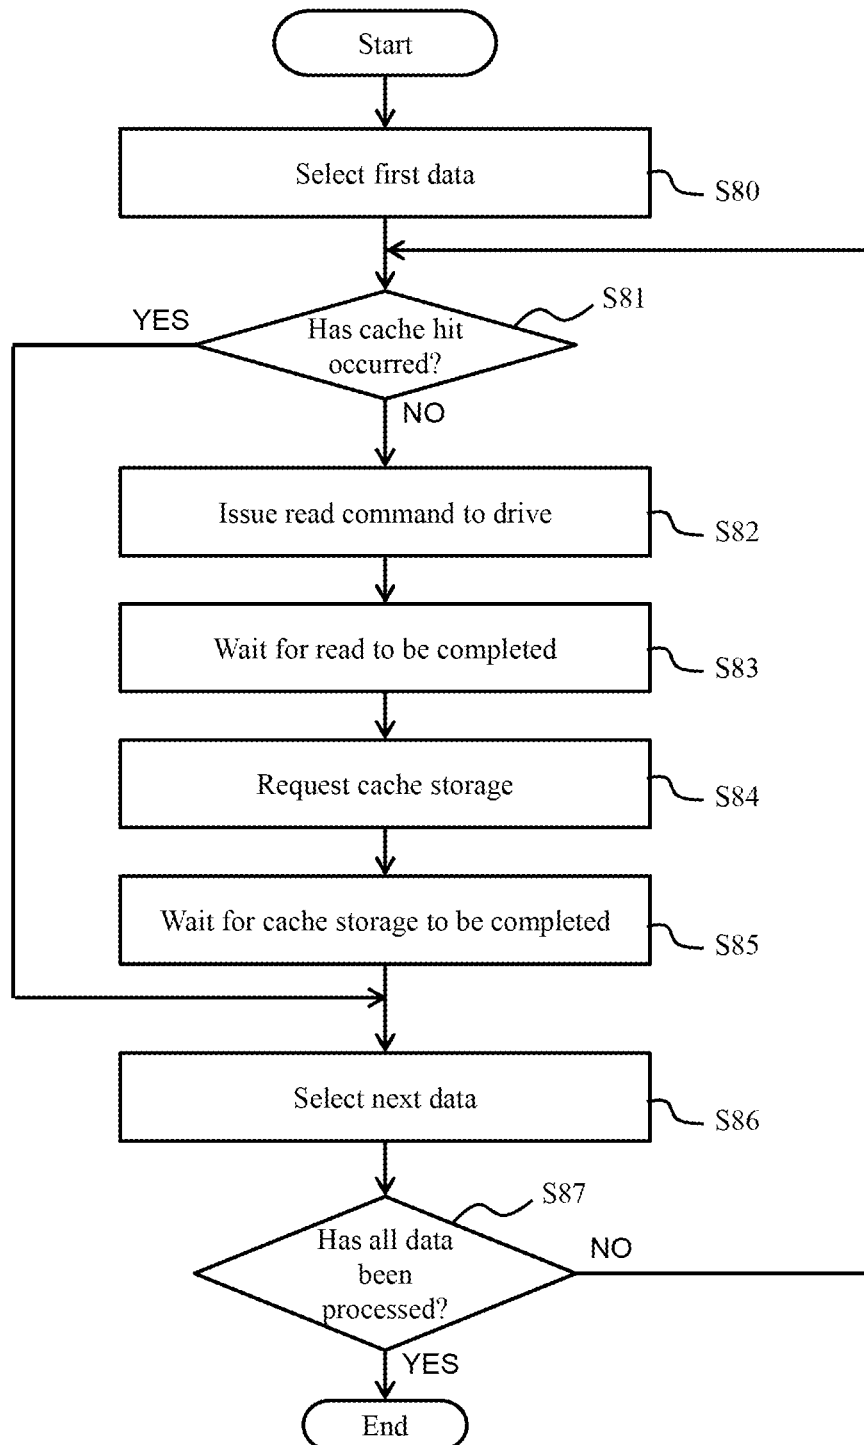 Start
Select first data
S80
S81
YES
Has cache hit
occurred?
NO
Issue read command to drive
S82
Wait for read to be completed
S83
Request cache storage
S84
Wait for cache storage to be completed
S85
Select next data
S86
S87
Has all data
been
processed?
NO
YES
End